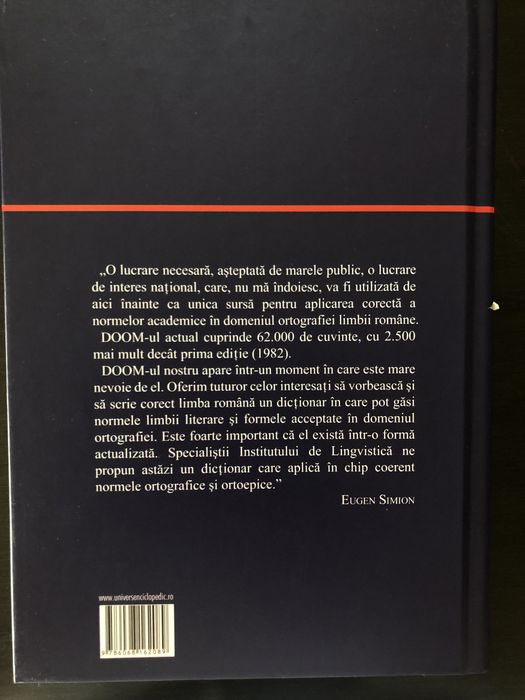 „O lucrare necesară, așteptată de marele public, o lucrare
de interes național, care, nu mă îndoiesc, va fi utilizată de
aici înainte ca unica sursă pentru aplicarea corectă a
normelor academice în domeniul ortografiei limbii române.
DOOM-ul actual cuprinde 62.000 de cuvinte, cu 2.500
mai mult decât prima ediție (1982).
DOOM-ul nostru apare într-un moment în care este mare
nevoie de el. Oferim tuturor celor interesați să vorbească și
să scrie corect limba română un dicționar în care pot găsi
normele limbii literare și formele acceptate în domeniul
ortografiei. Este foarte important că el există într-o formă
actualizată. Specialiștii Institutului de Lingvistică ne
propun astăzi un dicționar care aplică în chip coerent
normele ortografice și ortoepice.”
EUGEN SIMION
www.universenciclopedic.ro
9 786068 162089